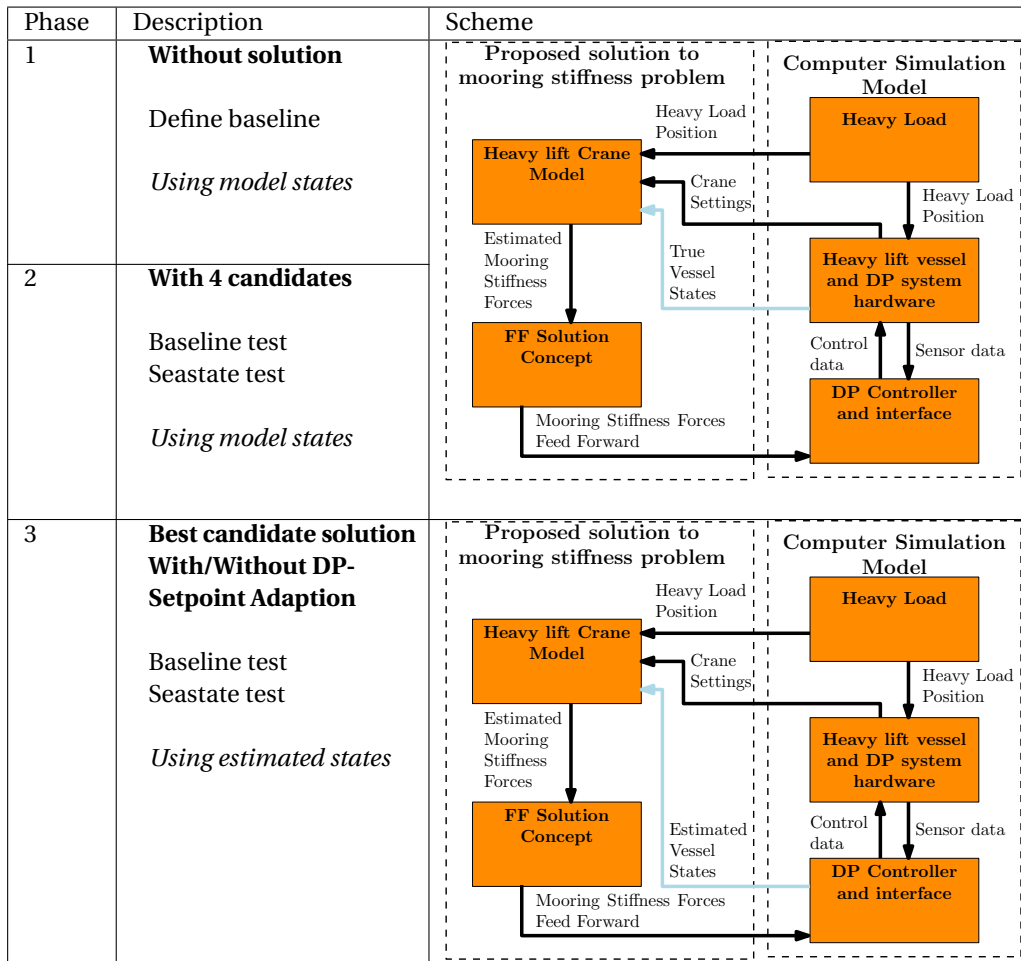 Phase
Description
Scheme
1
Without solution
Define baseline
Using model states
Proposed solution to
mooring stiffness problem
Computer Simulation
Model
Heavy Load
Heavy Load
Position
Heavy lift Crane
Model
Crane
Settings
Heavy Load
Position
Estimated
Mooring
Stiffness
Forces
True
Vessel
States
Heavy lift vessel
and DP system
hardware
2
With 4 candidates
Baseline test
Seastate test
Using model states
FF Solution
Concept
Control
data
Sensor data
DP Controller
and interface
Mooring Stiffness Forces
Feed Forward
3
Best candidate solution
With/Without DP-
Setpoint Adaption
Baseline test
Seastate test
Using estimated states
Proposed solution to
mooring stiffness problem
Computer Simulation
Model
Heavy Load
Heavy Load
Position
Heavy lift Crane
Model
Crane
Settings
Heavy Load
Position
Estimated
Mooring
Stiffness
Forces
Heavy lift vessel
and DP system
hardware
FF Solution
Concept
Estimated
Vessel
States
Control
data
Sensor data
DP Controller
and interface
Mooring Stiffness Forces
Feed Forward